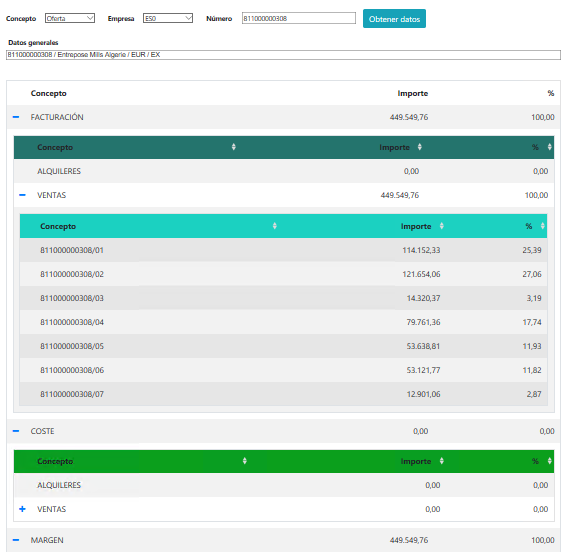 Concepto Oferta Empresa ES0 Número 811000000308 Obtener datos
Datos generales
811000000308 / Entrepose Mills Algerie / EUR / EX
Concepto Importe %
FACTURACIÓN 449.549,76 100,00
Concepto Importe %
ALQUILERES 0,00 0,00
VENTAS 449.549,76 100,00
Concepto Importe %
811000000308/01 114.152,33 25,39
811000000308/02 121.654,06 27,06
811000000308/03 14.320,37 3,19
811000000308/04 79.761,36 17,74
811000000308/05 53.638,81 11,93
811000000308/06 53.121,77 11,82
811000000308/07 12.901,06 2,87
COSTE 0,00 0,00
Concepto Importe %
ALQUILERES 0,00 0,00
VENTAS 0,00 0,00
MARGEN 449.549,76 100,00